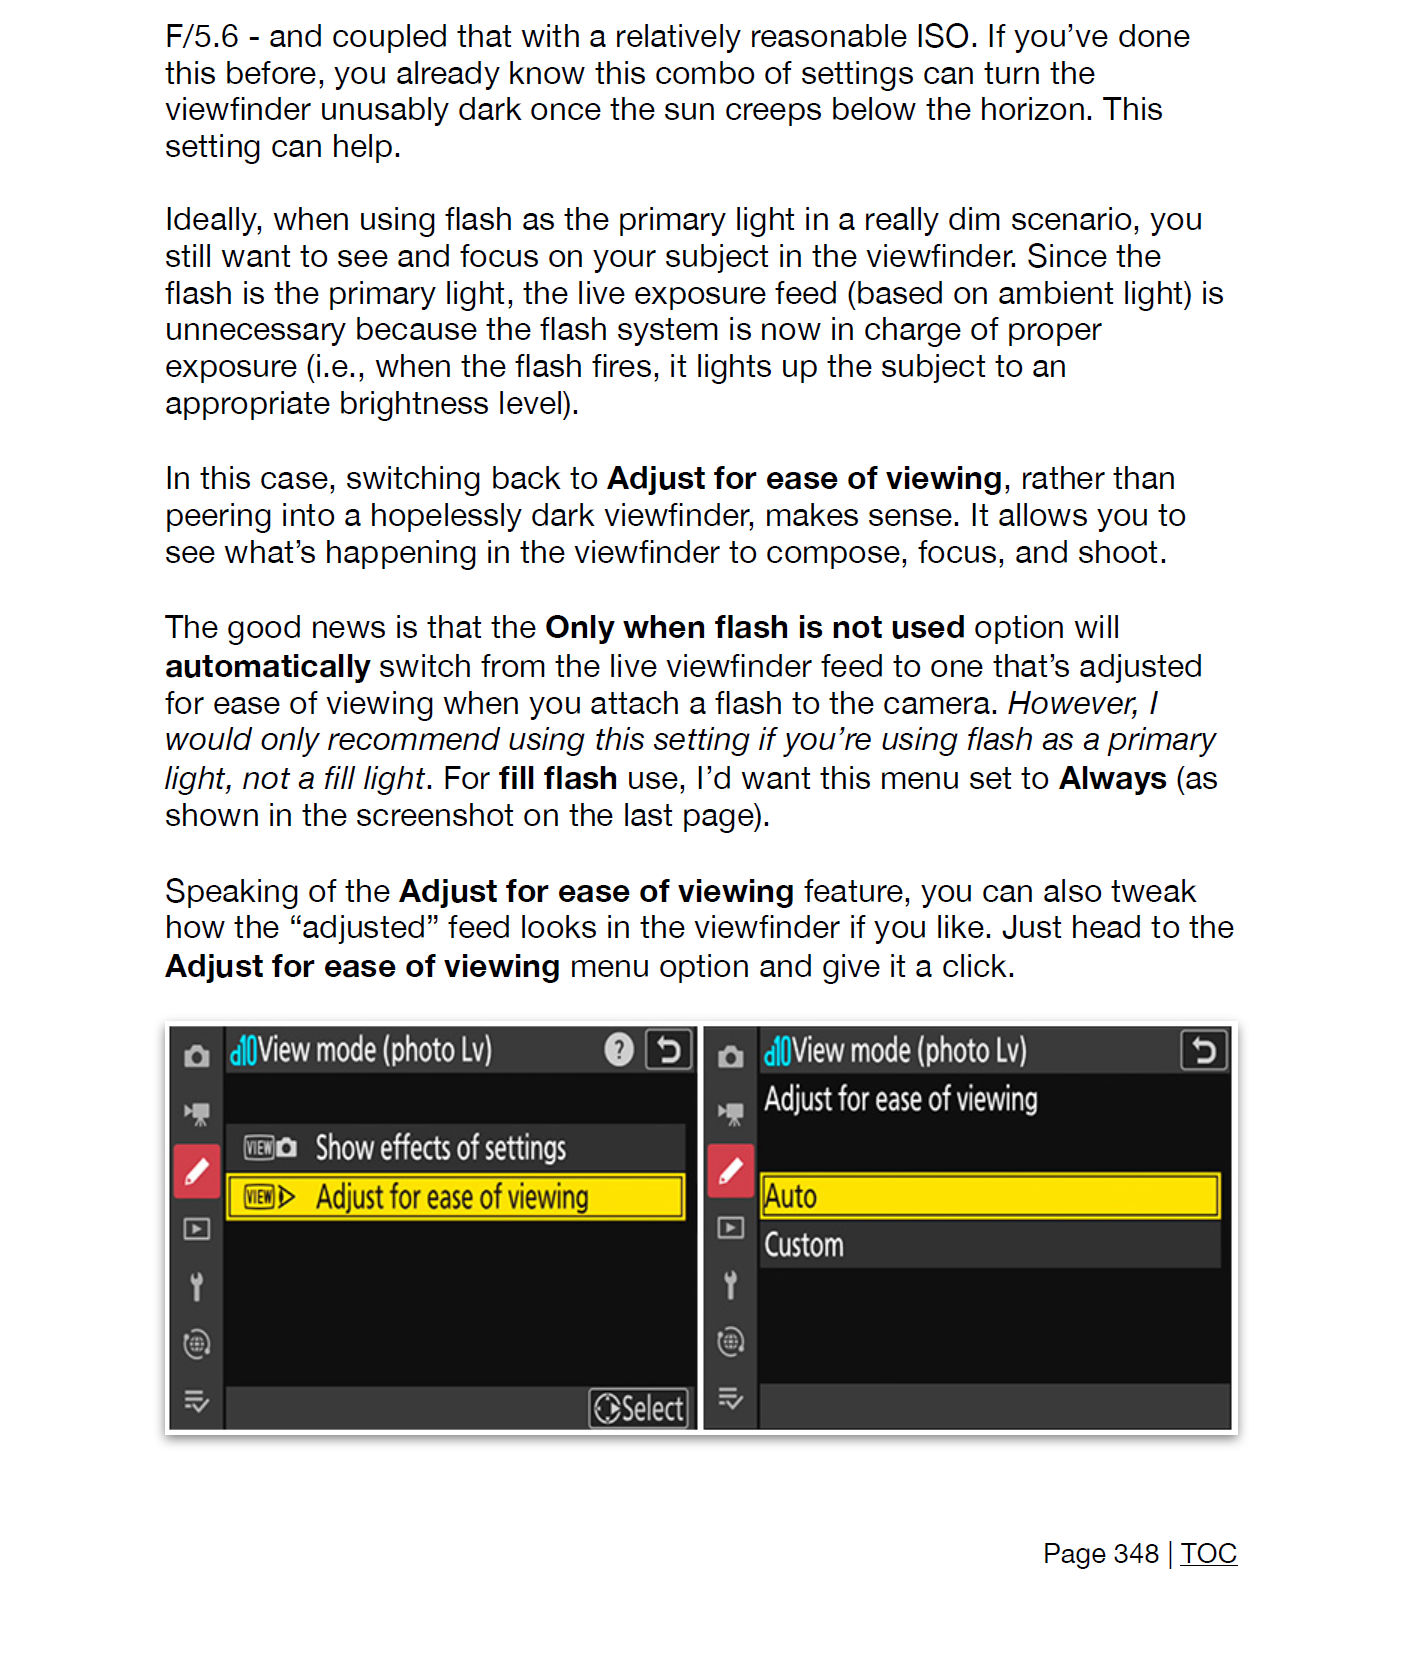 F/5.6 - and coupled that with a relatively reasonable ISO. If you’ve done
this before, you already know this combo of settings can turn the
viewfinder unusably dark once the sun creeps below the horizon. This
setting can help.
Ideally, when using flash as the primary light in a really dim scenario, you
still want to see and focus on your subject in the viewfinder. Since the
flash is the primary light, the live exposure feed (based on ambient light) is
unnecessary because the flash system is now in charge of proper
exposure (i.e., when the flash fires, it lights up the subject to an
appropriate brightness level).
In this case, switching back to Adjust for ease of viewing, rather than
peering into a hopelessly dark viewfinder, makes sense. It allows you to
see what’s happening in the viewfinder to compose, focus, and shoot.
The good news is that the Only when flash is not used option will
automatically switch from the live viewfinder feed to one that’s adjusted
for ease of viewing when you attach a flash to the camera. However, I
would only recommend using this setting if you’re using flash as a primary
light, not a fill light. For fill flash use, I’d want this menu set to Always (as
shown in the screenshot on the last page).
Speaking of the Adjust for ease of viewing feature, you can also tweak
how the “adjusted” feed looks in the viewfinder if you like. Just head to the
Adjust for ease of viewing menu option and give it a click.
d10 View mode (photo Lv) ?
VIEW Show effects of settings
VIEW Adjust for ease of viewing
Select
d10 View mode (photo Lv)
Adjust for ease of viewing
Auto
Custom
Page 348 | TOC